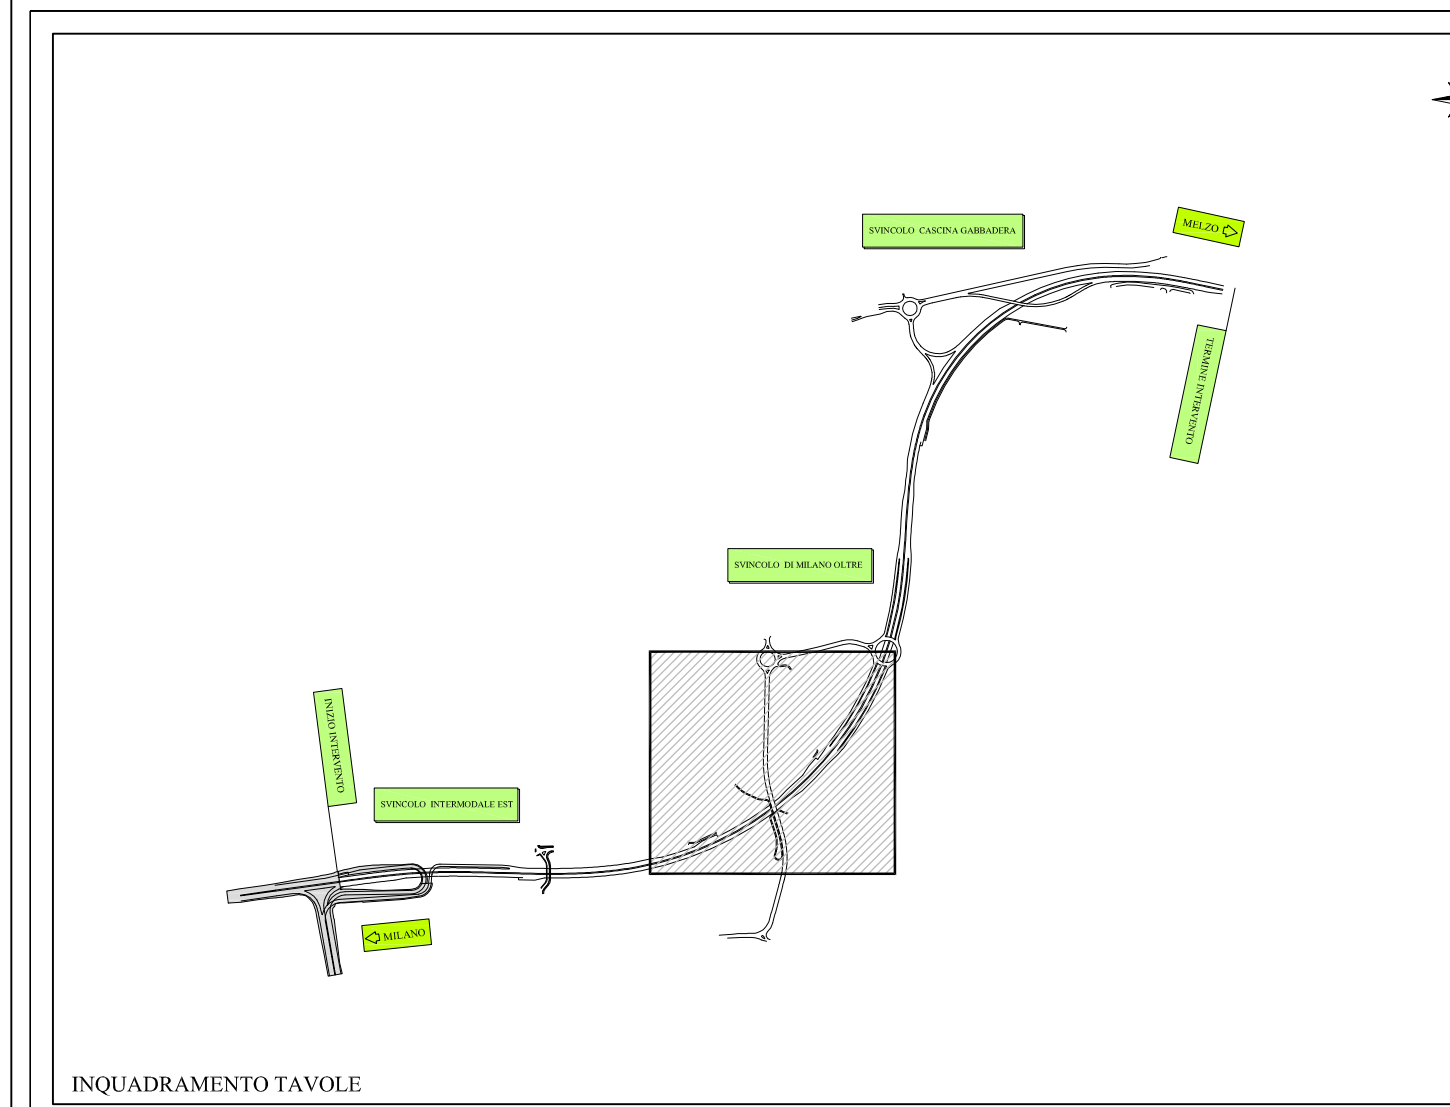 MELZO
SVINCOLO CASCINA GABBADERA
TERMINE INTERVENTO
SVINCOLO DI MILANO OLTRE
INIZIO INTERVENTO
SVINCOLO INTERMODALE EST
MILANO
INQUADRAMENTO TAVOLE